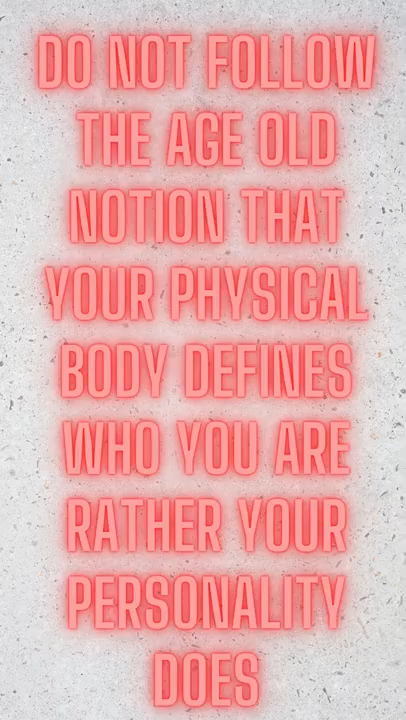 DO NOT FOLLOW
THE AGE OLD
NOTION THAT
YOUR PHYSICAL
BODY DEFINES
WHO YOU ARE
RATHER YOUR
PERSONALITY
DOES